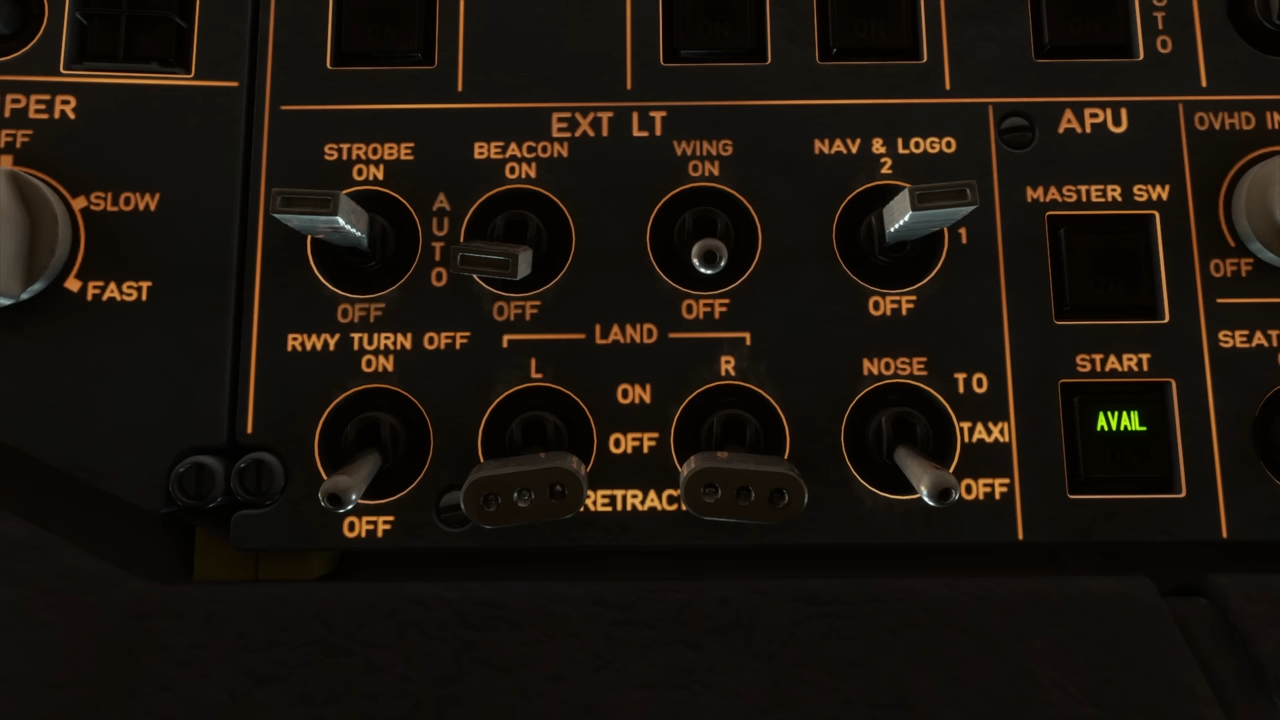 PER
FF
SLOW
FAST
EXT LT
STROBE
ON
OFF
AUTO
BEACON
ON
OFF
WING
ON
OFF
NAV & LOGO
2
1
OFF
RWY TURN OFF
ON
OFF
LAND
L
R
ON
OFF
RETRACT
NOSE
TO
TAXI
OFF
APU
MASTER SW
START
AVAIL
OVHD IN
OFF
SEAT